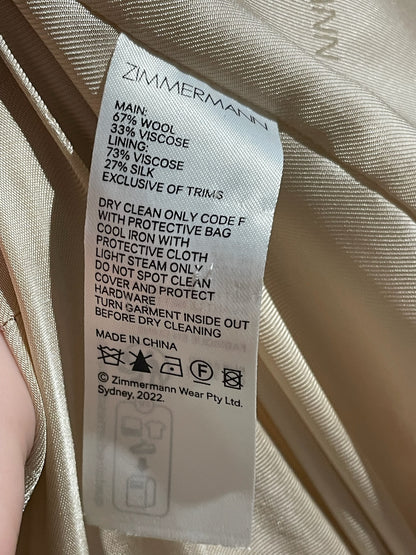 ZIMMERMANN
MAIN:
67% WOOL
33% VISCOSE
LINING:
73% VISCOSE
27% SILK
EXCLUSIVE OF TRIMS
DRY CLEAN ONLY CODE F
WITH PROTECTIVE BAG
COOL IRON WITH
PROTECTIVE CLOTH
LIGHT STEAM ONLY
DO NOT SPOT CLEAN
COVER AND PROTECT
HARDWARE
TURN GARMENT INSIDE OUT
BEFORE DRY CLEANING
MADE IN CHINA
F
© Zimmermann Wear Pty Ltd.
Sydney, 2022.